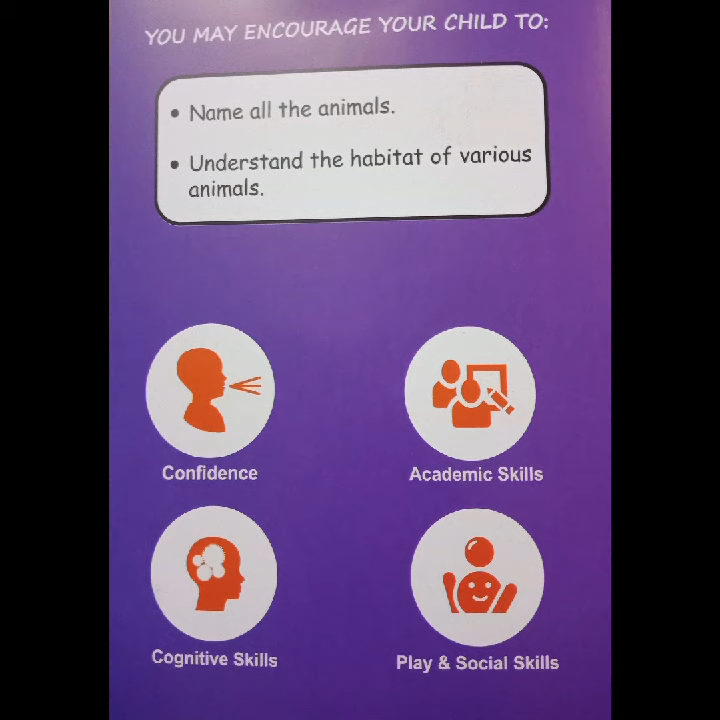 YOU MAY ENCOURAGE YOUR CHILD TO:
• Name all the animals.
• Understand the habitat of various
animals.
Confidence
Academic Skills
Cognitive Skills
Play & Social Skills